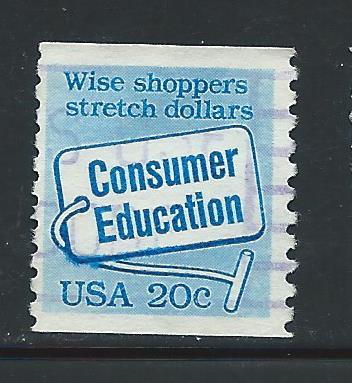 Wise shoppers
stretch dollars
Consumer
Education
USA 20c